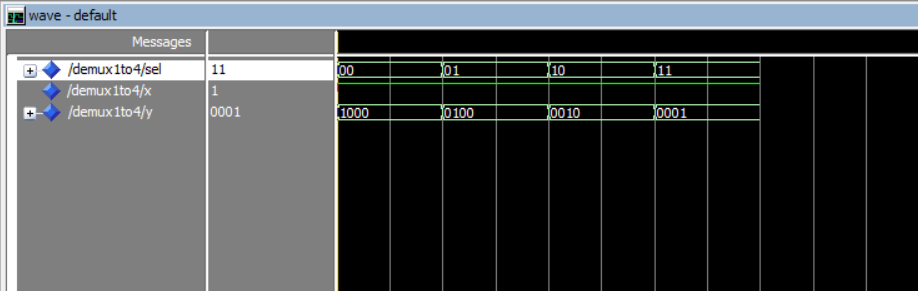 wave - default
Messages
/demux1to4/sel 11 00 01 10 11
/demux1to4/x 1
/demux1to4/y 0001 1000 0100 0010 0001